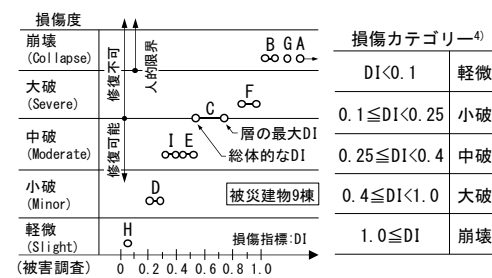 損傷度
崩壊
(Collapse)
大破
(Severe)
中破
(Moderate)
小破
(Minor)
軽微
(Slight)
(被害調査)
修復不可
修復可能
人的限界
B G A
F
C
層の最大DI
総体的なDI
I E
D
被災建物9棟
H
損傷指標:DI
0 0.2 0.4 0.6 0.8 1.0
損傷カテゴリー4)
DI<0.1 軽微
0.1≦DI<0.25 小破
0.25≦DI<0.4 中破
0.4≦DI<1.0 大破
1.0≦DI 崩壊